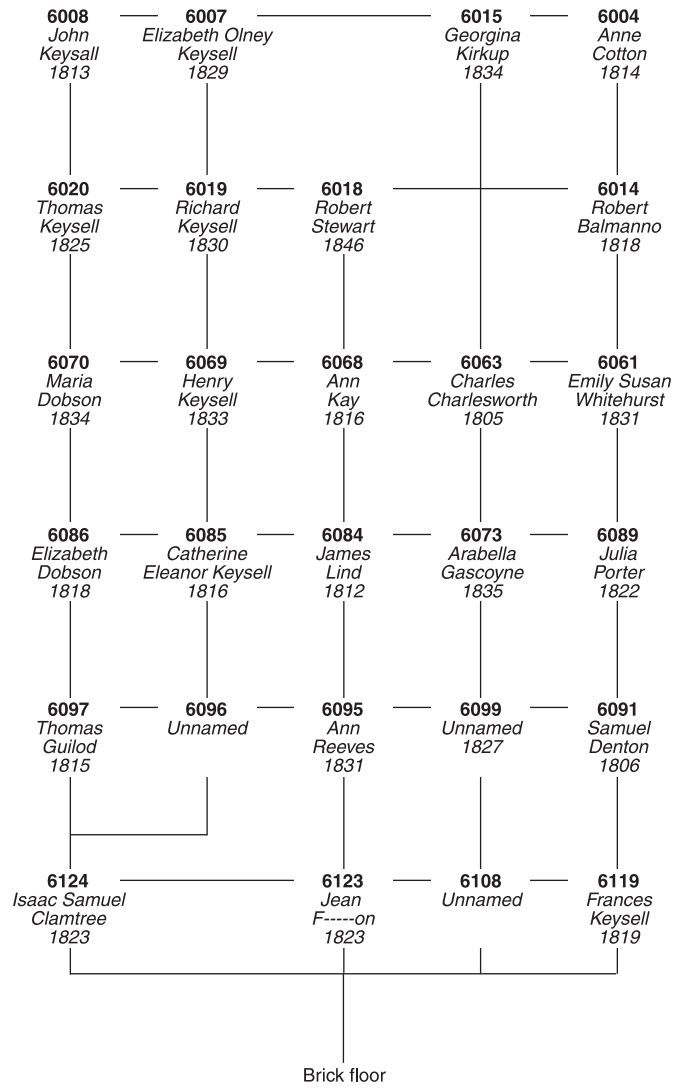 6008 6007 6015 6004
John Elizabeth Olney Georgina Anne
Keysall Keysell Kirkup Cotton
1813 1829 1834 1814
6020 6019 6018 6014
Thomas Richard Robert Robert
Keysell Keysell Stewart Balmanno
1825 1830 1846 1818
6070 6069 6068 6063 6061
Maria Henry Ann Charles Emily Susan
Dobson Keysell Kay Charlesworth Whitehurst
1834 1833 1816 1805 1831
6086 6085 6084 6073 6089
Elizabeth Catherine James Arabella Julia
Dobson Eleanor Keysell Lind Gascoyne Porter
1818 1816 1812 1835 1822
6097 6096 6095 6099 6091
Thomas Unnamed Ann Unnamed Samuel
Guilod Reeves 1827 Denton
1815 1831 1806
6124 6123 6108 6119
Isaac Samuel Jean Unnamed Frances
Clamtree F-----on Keysell
1823 1823 1819
Brick floor